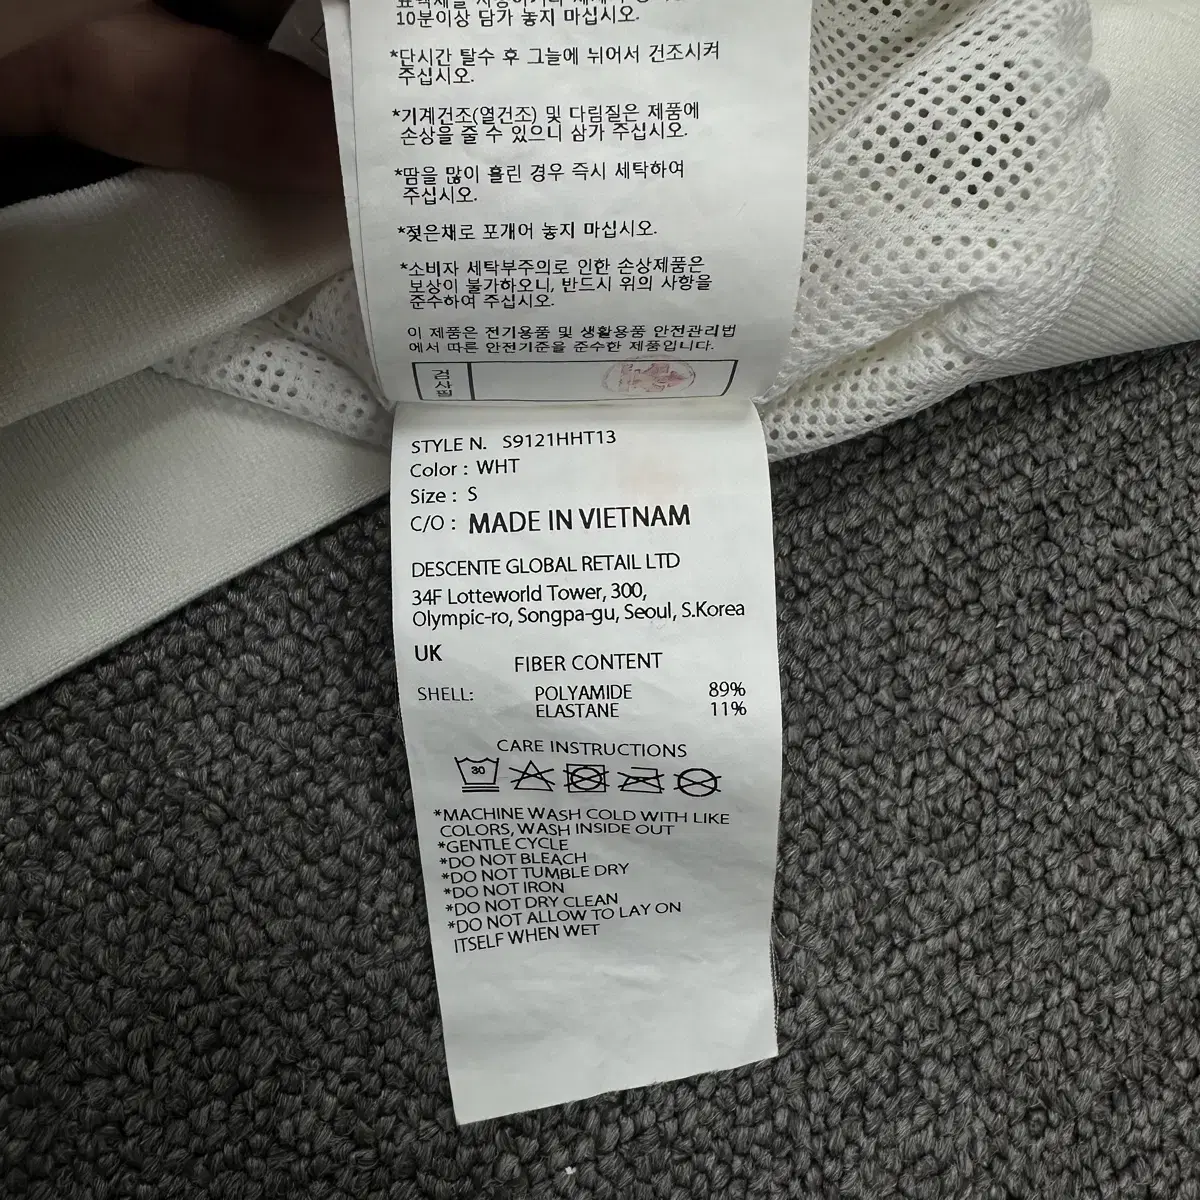 10분이상 담가 놓지 마십시오.
*단시간 탈수 후 그늘에 뉘어서 건조시켜
주십시오.
*기계건조(열건조) 및 다림질은 제품에
손상을 줄 수 있으니 삼가 주십시오.
*땀을 많이 흘린 경우 즉시 세탁하여
주십시오.
*젖은채로 포개어 놓지 마십시오.
*소비자 세탁부주의로 인한 손상제품은
보상이 불가하오니, 반드시 위의 사항을
준수하여 주십시오.
이 제품은 전기용품 및 생활용품 안전관리법
에서 따른 안전기준을 준수한 제품입니다.
검사필
STYLE N. S9121HHT13
Color : WHT
Size : S
C/O : MADE IN VIETNAM
DESCENTE GLOBAL RETAIL LTD
34F Lotteworld Tower, 300,
Olympic-ro, Songpa-gu, Seoul, S.Korea
UK
FIBER CONTENT
SHELL: POLYAMIDE 89%
ELASTANE 11%
CARE INSTRUCTIONS
30
*MACHINE WASH COLD WITH LIKE
COLORS, WASH INSIDE OUT
*GENTLE CYCLE
*DO NOT BLEACH
*DO NOT TUMBLE DRY
*DO NOT IRON
*DO NOT DRY CLEAN
*DO NOT ALLOW TO LAY ON
ITSELF WHEN WET